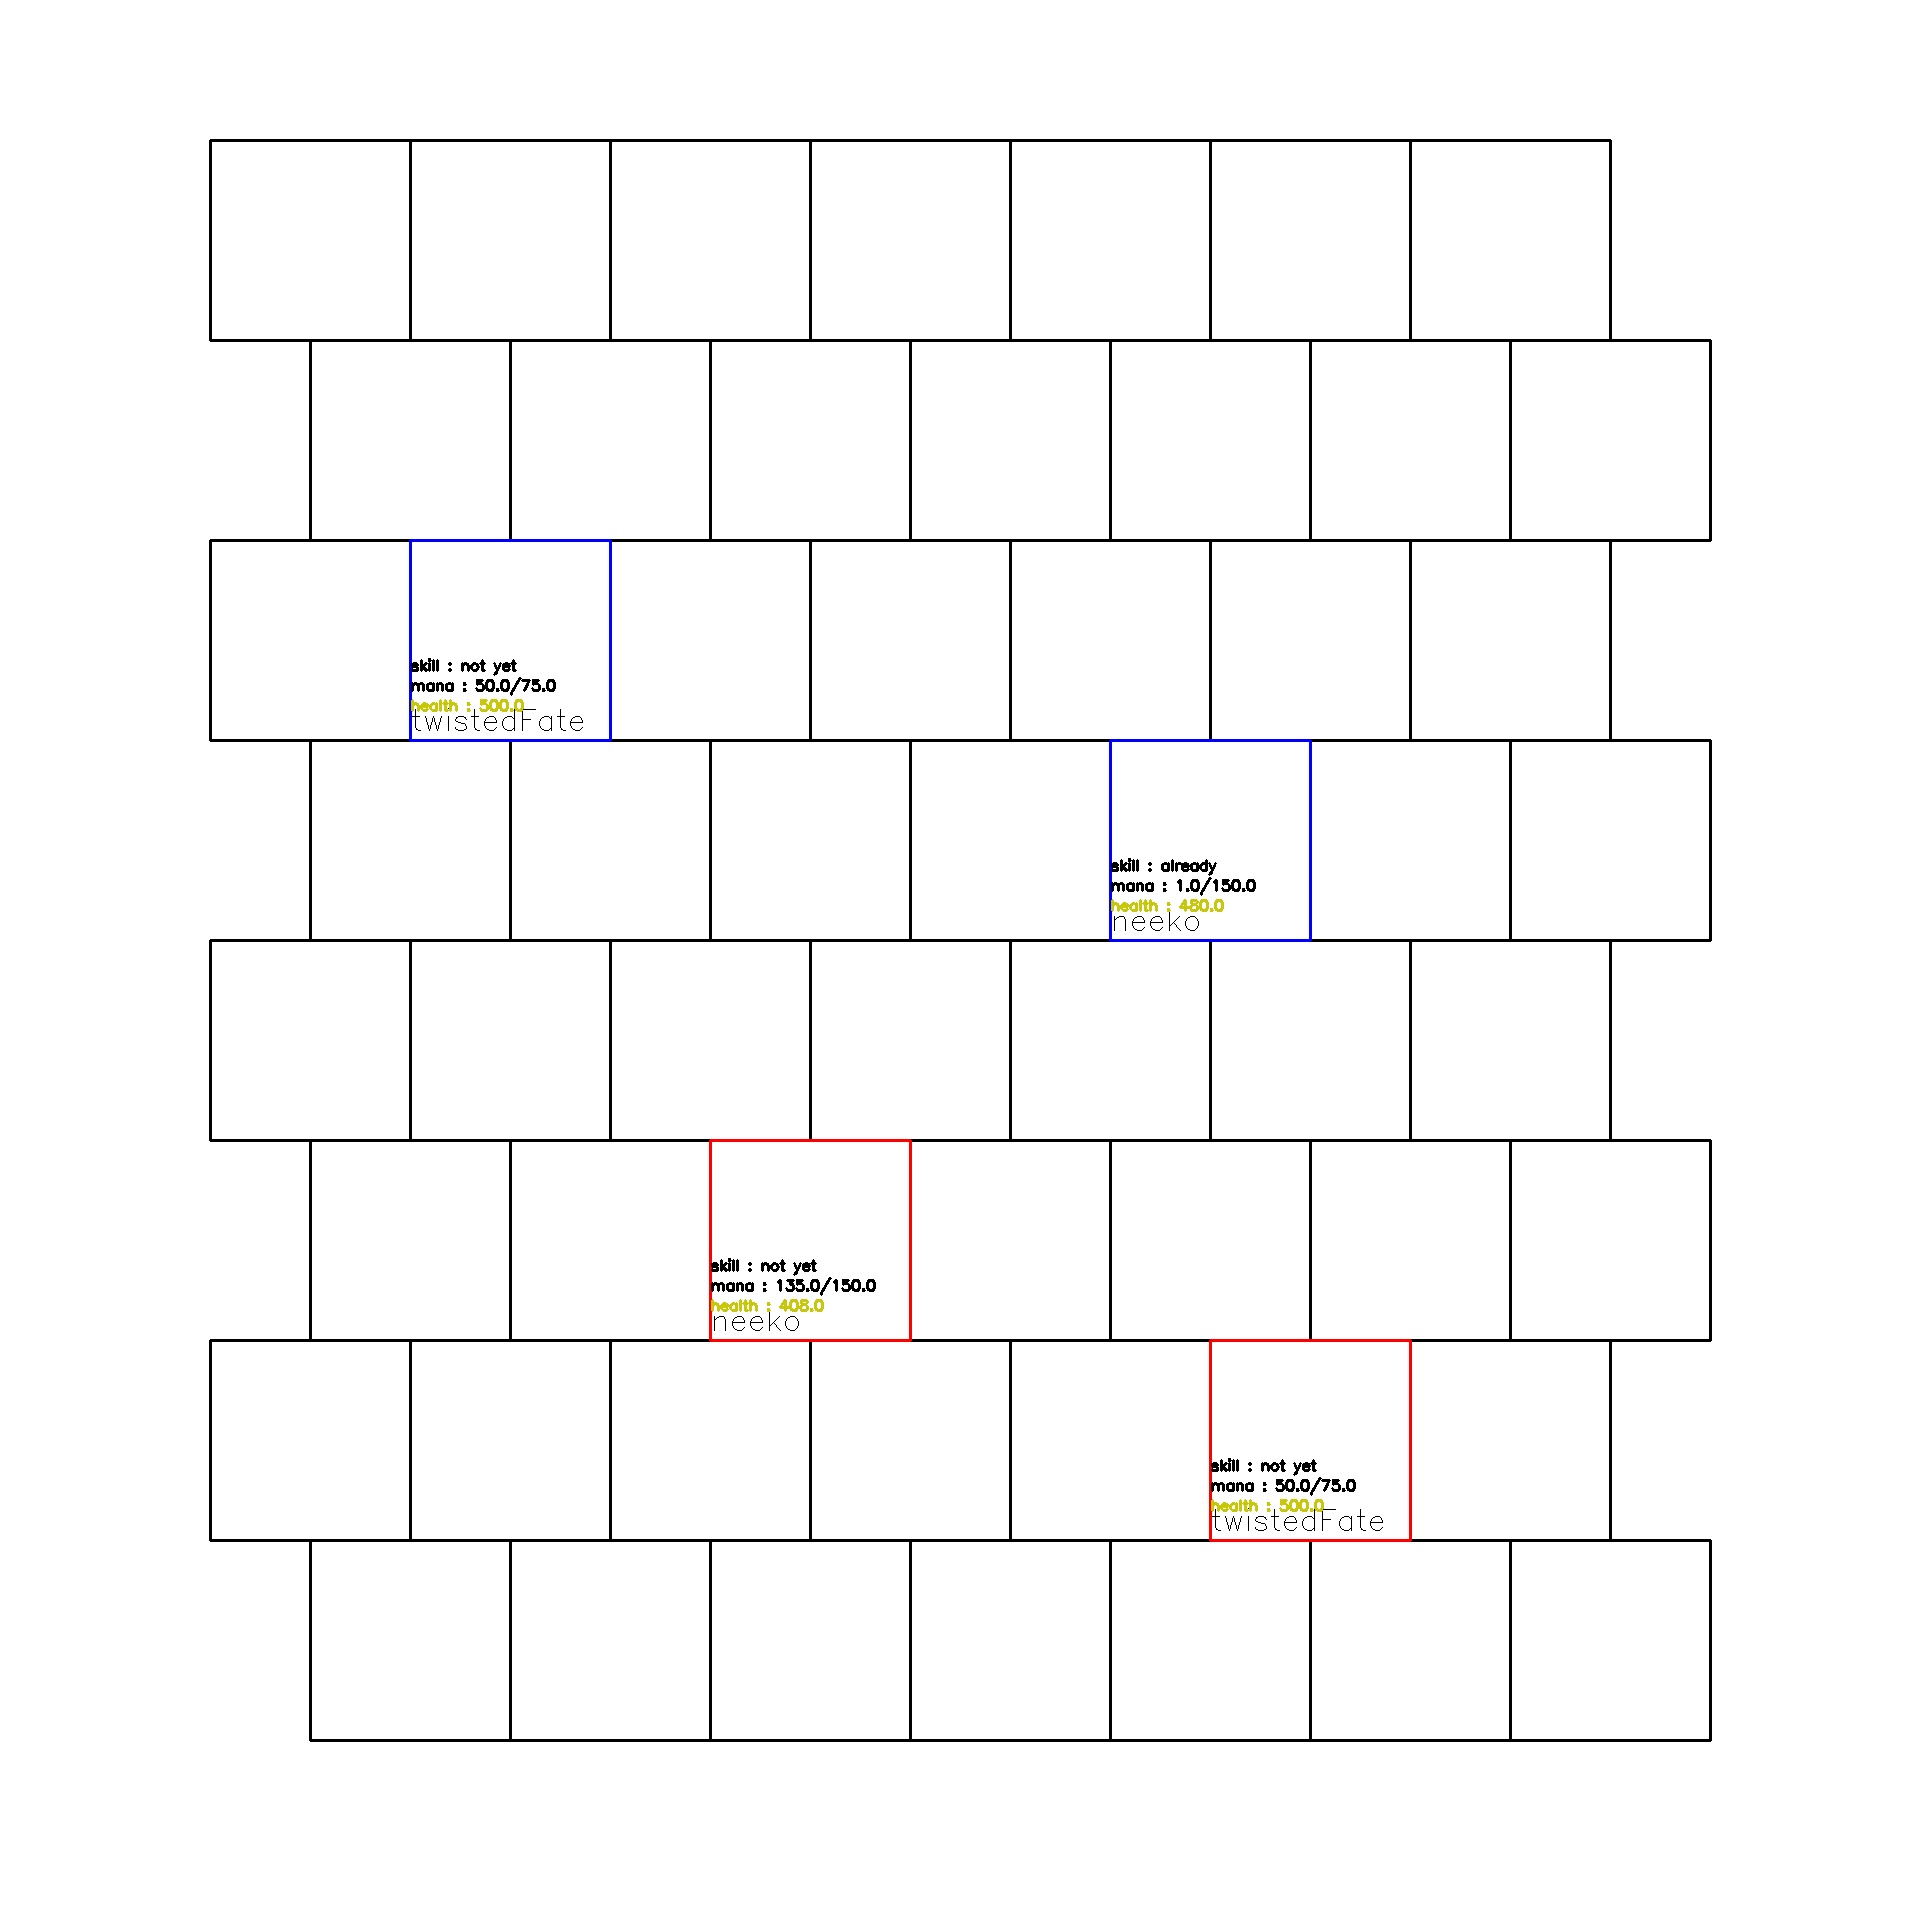 skill : not yet
mana : 50.0/75.0
health : 500.0
twistedFate
skill : already
mana : 1.0/150.0
health : 480.0
neeko
skill : not yet
mana : 135.0/150.0
health : 408.0
neeko
skill : not yet
mana : 50.0/75.0
health : 500.0
twistedFate